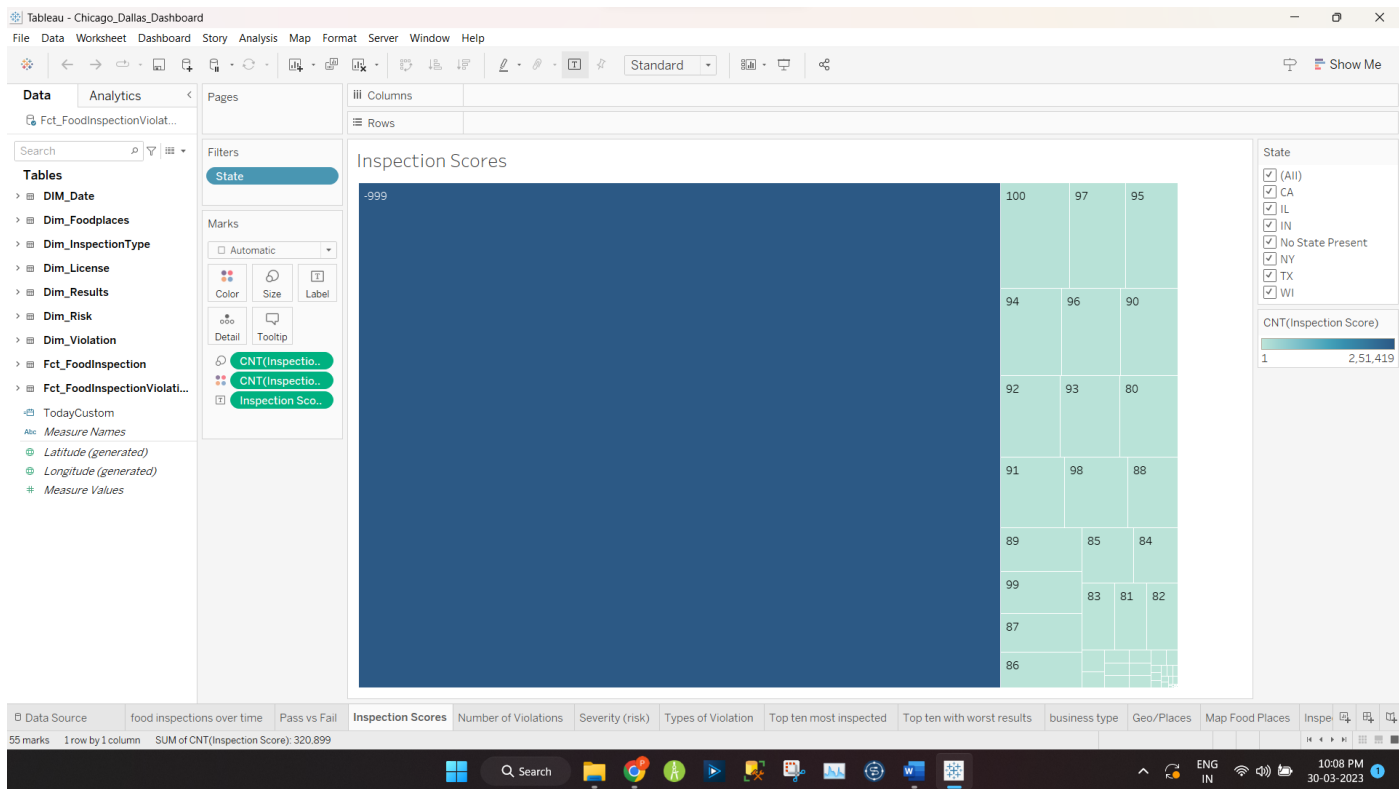 Tableau - Chicago_Dallas_Dashboard
File Data Worksheet Dashboard Story Analysis Map Format Server Window Help
Standard
Show Me
Data Analytics
Fct_FoodInspectionViolat...
Search
Tables
DIM_Date
Dim_Foodplaces
Dim_InspectionType
Dim_License
Dim_Results
Dim_Risk
Dim_Violation
Fct_FoodInspection
Fct_FoodInspectionViolati...
TodayCustom
Abc Measure Names
Latitude (generated)
Longitude (generated)
# Measure Values
Pages
Filters
State
Marks
Automatic
Color Size Label
Detail Tooltip
CNT(Inspectio..
CNT(Inspectio..
Inspection Sco..
iii Columns
Rows
Inspection Scores
-999
100 97 95
94 96 90
92 93 80
91 98 88
89 85 84
99
83 81 82
87
86
State
(All)
CA
IL
IN
No State Present
NY
TX
WI
CNT(Inspection Score)
1 2,51,419
Data Source food inspections over time Pass vs Fail Inspection Scores Number of Violations Severity (risk) Types of Violation Top ten most inspected Top ten with worst results business type Geo/Places Map Food Places Inspe
55 marks 1 row by 1 column SUM of CNT(Inspection Score): 320.899
Search
ENG
IN
10:08 PM
30-03-2023
1